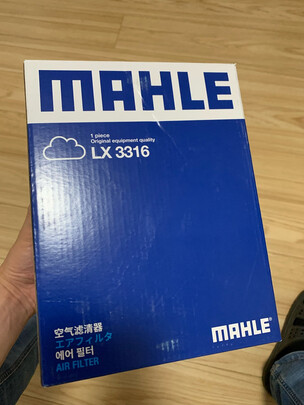 MAHLE
1 piece
Original equipment quality
LX 3316
空气滤清器
エアフィルタ
에어 필터
AIR FILTER
MAHLE®